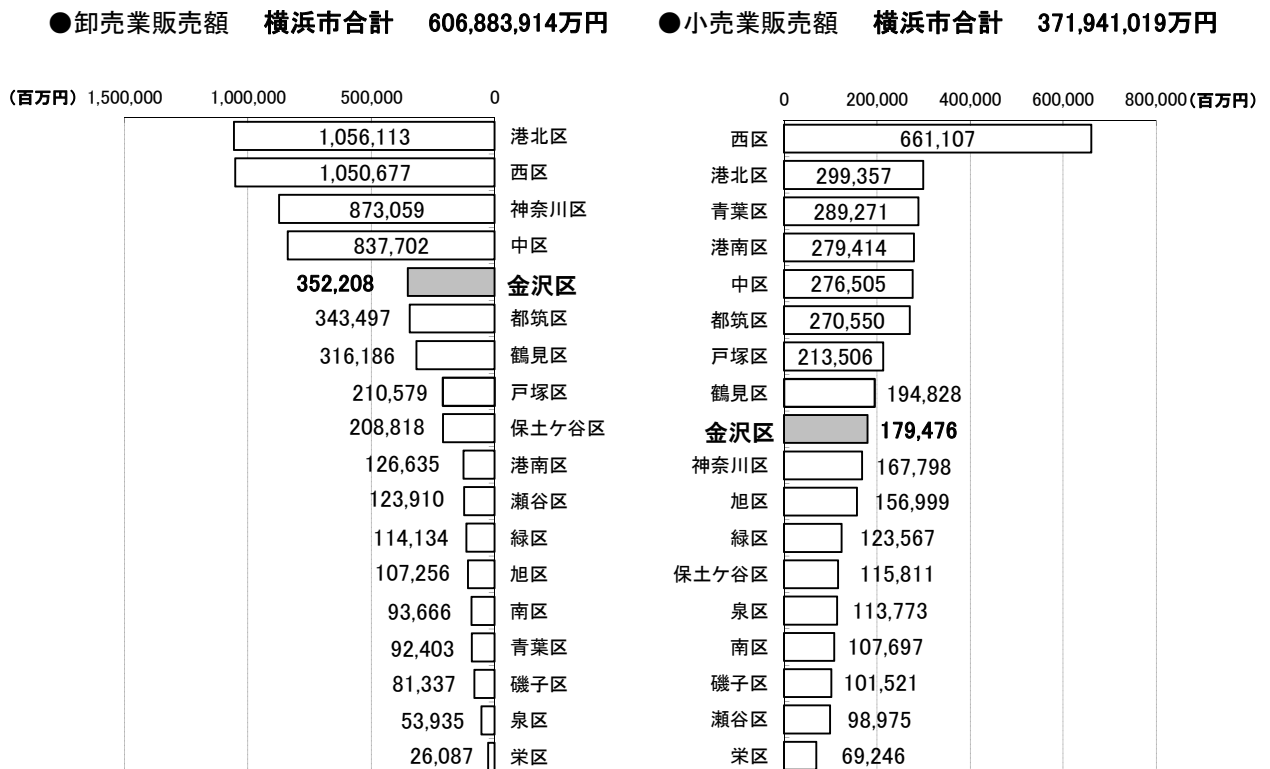 ●卸売業販売額 横浜市合計 606,883,914万円
(百万円) 1,500,000 1,000,000 500,000 0
1,056,113 港北区
1,050,677 西区
873,059 神奈川区
837,702 中区
352,208 金沢区
343,497 都筑区
316,186 鶴見区
210,579 戸塚区
208,818 保土ケ谷区
126,635 港南区
123,910 瀬谷区
114,134 緑区
107,256 旭区
93,666 南区
92,403 青葉区
81,337 磯子区
53,935 泉区
26,087 栄区
●小売業販売額 横浜市合計 371,941,019万円
0 200,000 400,000 600,000 800,000 (百万円)
西区 661,107
港北区 299,357
青葉区 289,271
港南区 279,414
中区 276,505
都筑区 270,550
戸塚区 213,506
鶴見区 194,828
金沢区 179,476
神奈川区 167,798
旭区 156,999
緑区 123,567
保土ケ谷区 115,811
泉区 113,773
南区 107,697
磯子区 101,521
瀬谷区 98,975
栄区 69,246